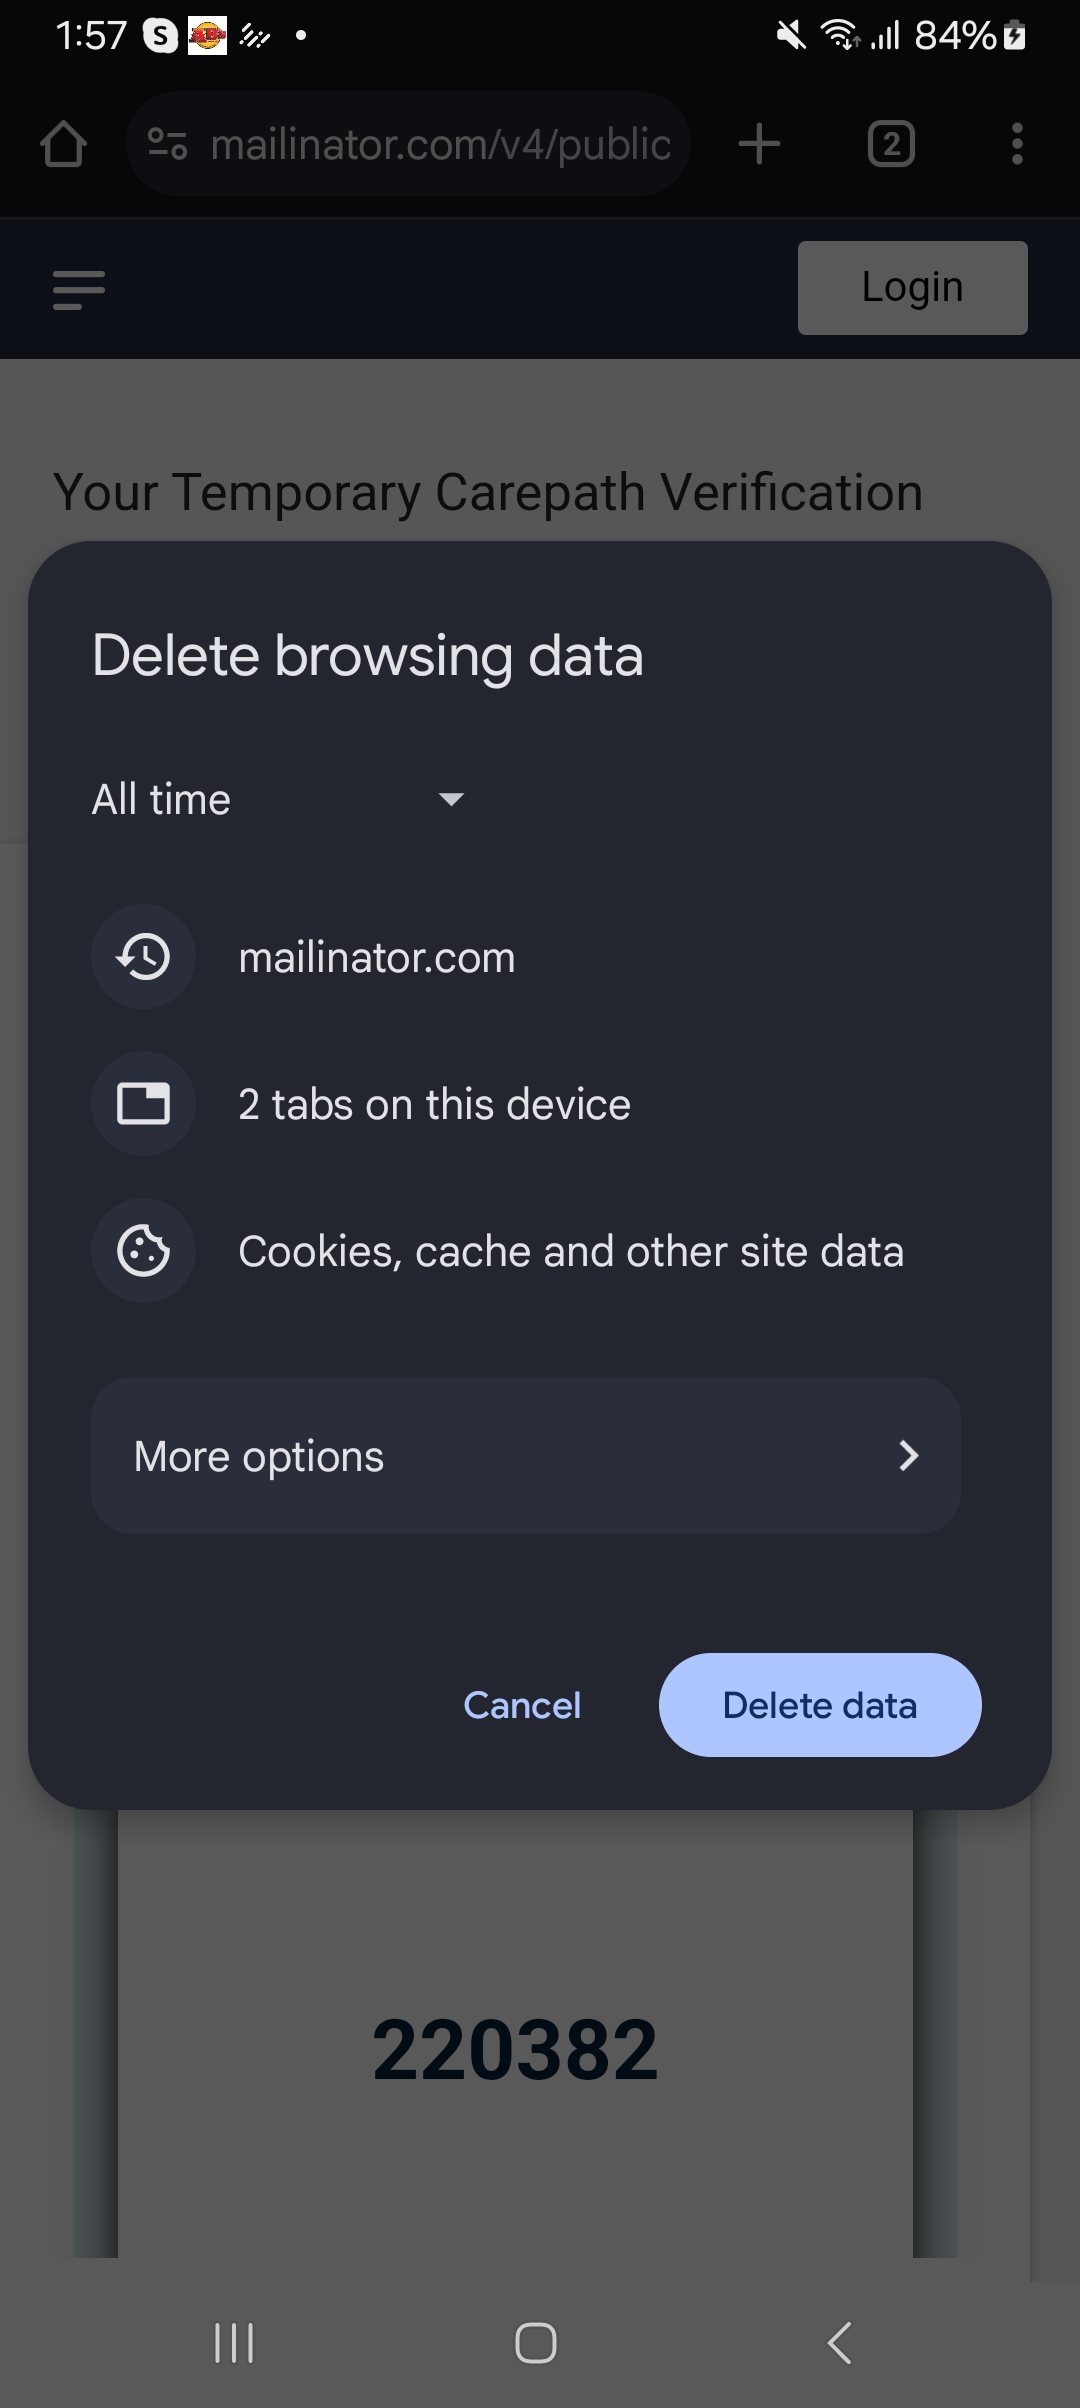 1:57 S 84%
mailinator.com/v4/public 2
Login
Your Temporary Carepath Verification
Delete browsing data
All time
mailinator.com
2 tabs on this device
Cookies, cache and other site data
More options
Cancel Delete data
220382